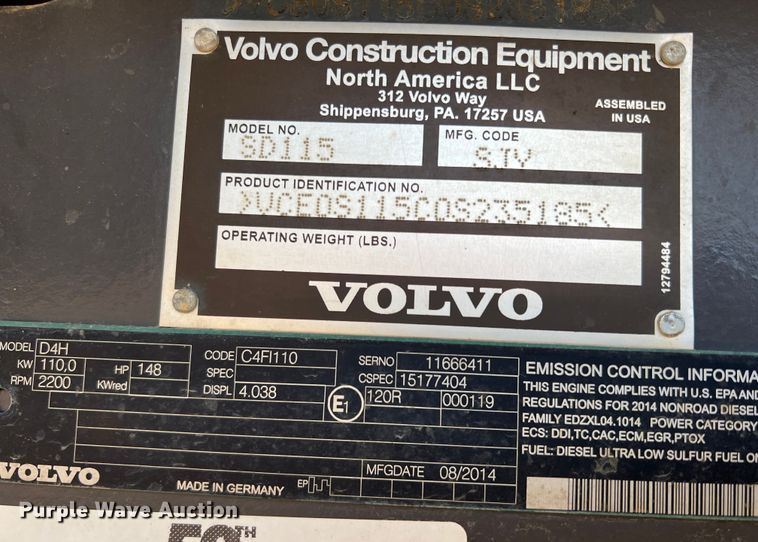 Volvo Construction Equipment
North America LLC
312 Volvo Way
Shippensburg, PA. 17257 USA
ASSEMBLED
IN USA
MODEL NO.
SD115
MFG. CODE
SJV
PRODUCT IDENTIFICATION NO.
>VCE0S115C0S235185<
OPERATING WEIGHT (LBS.)
12794484
VOLVO
MODEL D4H
KW 110,0 HP 148
RPM 2200 KWred
CODE C4FI110
SPEC
DISPL 4.038
SERNO 11666411
CSPEC 15177404
E1 120R 000119
EMISSION CONTROL INFORMA
THIS ENGINE COMPLIES WITH U.S. EPA AND
REGULATIONS FOR 2014 NONROAD DIESEL
FAMILY EDZXL04.1014 POWER CATEGORY
ECS: DDI,TC,CAC,ECM,EGR,PTOX
FUEL: DIESEL ULTRA LOW SULFUR FUEL ON
VOLVO
MADE IN GERMANY
EP
MFGDATE 08/2014
Purple Wave Auction
50TH